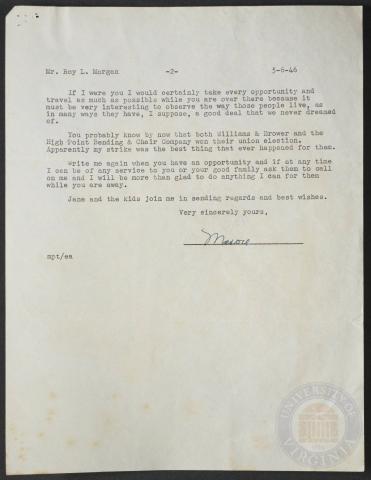 Mr. Roy L. Morgan -2- 5-6-46
If I were you I would certainly take every opportunity and
travel as much as possible while you are over there because it
must be very interesting to observe the way those people live, as
in many ways they have, I suppose, a good deal that we never dreamed
of.
You probably know by now that both Williams & Brower and the
High Point Bending & Chair Company won their union election.
Apparently my strike was the best thing that ever happened for them.
Write me again when you have an opportunity and if at any time
I can be of any service to you or your good family ask them to call
on me and I will be more than glad to do anything I can for them
while you are away.
Jane and the kids join me in sending regards and best wishes.
Very sincerely yours,
mpt/ea
UNIVERSITY OF
VIRGINIA